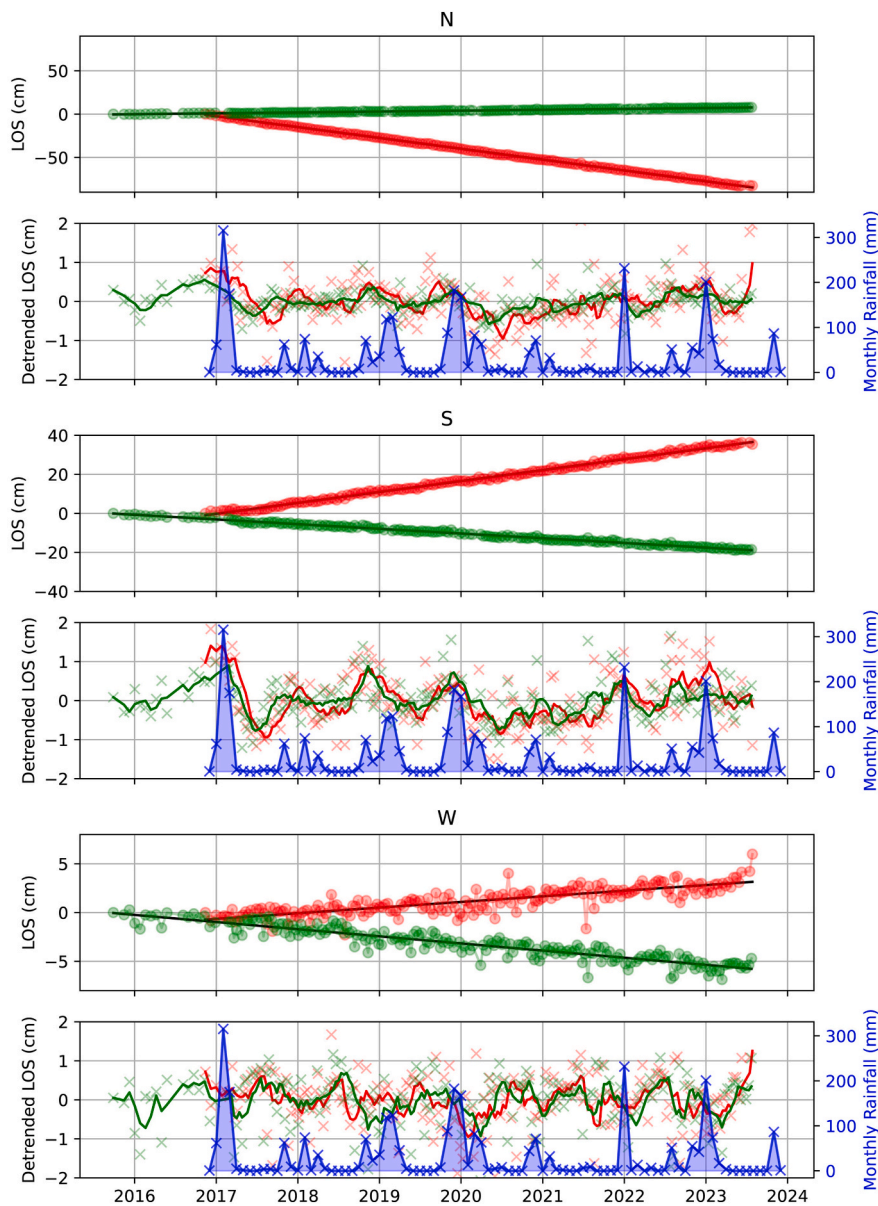 N
LOS (cm)
50
0
−50
Detrended LOS (cm)
2
1
0
−1
−2
Monthly Rainfall (mm)
300
200
100
0
S
LOS (cm)
40
20
0
−20
−40
Detrended LOS (cm)
2
1
0
−1
−2
Monthly Rainfall (mm)
300
200
100
0
W
LOS (cm)
5
0
−5
Detrended LOS (cm)
2
1
0
−1
−2
Monthly Rainfall (mm)
300
200
100
0
2016 2017 2018 2019 2020 2021 2022 2023 2024